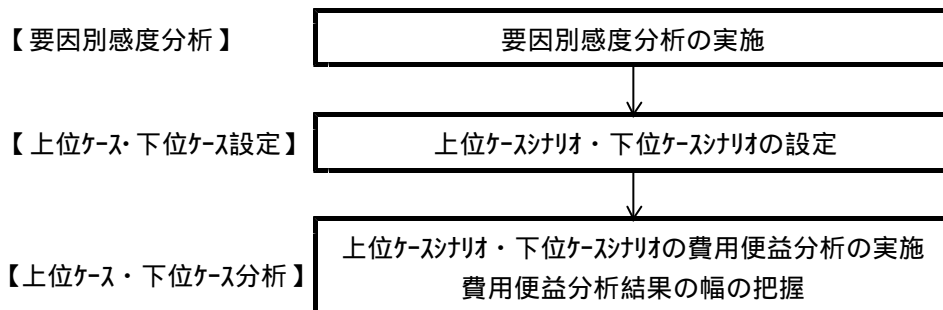 【要因別感度分析】
要因別感度分析の実施
【上位ｹｰｽ・下位ｹｰｽ設定】
上位ｹｰｽｼﾅﾘｵ・下位ｹｰｽｼﾅﾘｵの設定
【上位ｹｰｽ・下位ｹｰｽ分析】
上位ｹｰｽｼﾅﾘｵ・下位ｹｰｽｼﾅﾘｵの費用便益分析の実施
費用便益分析結果の幅の把握